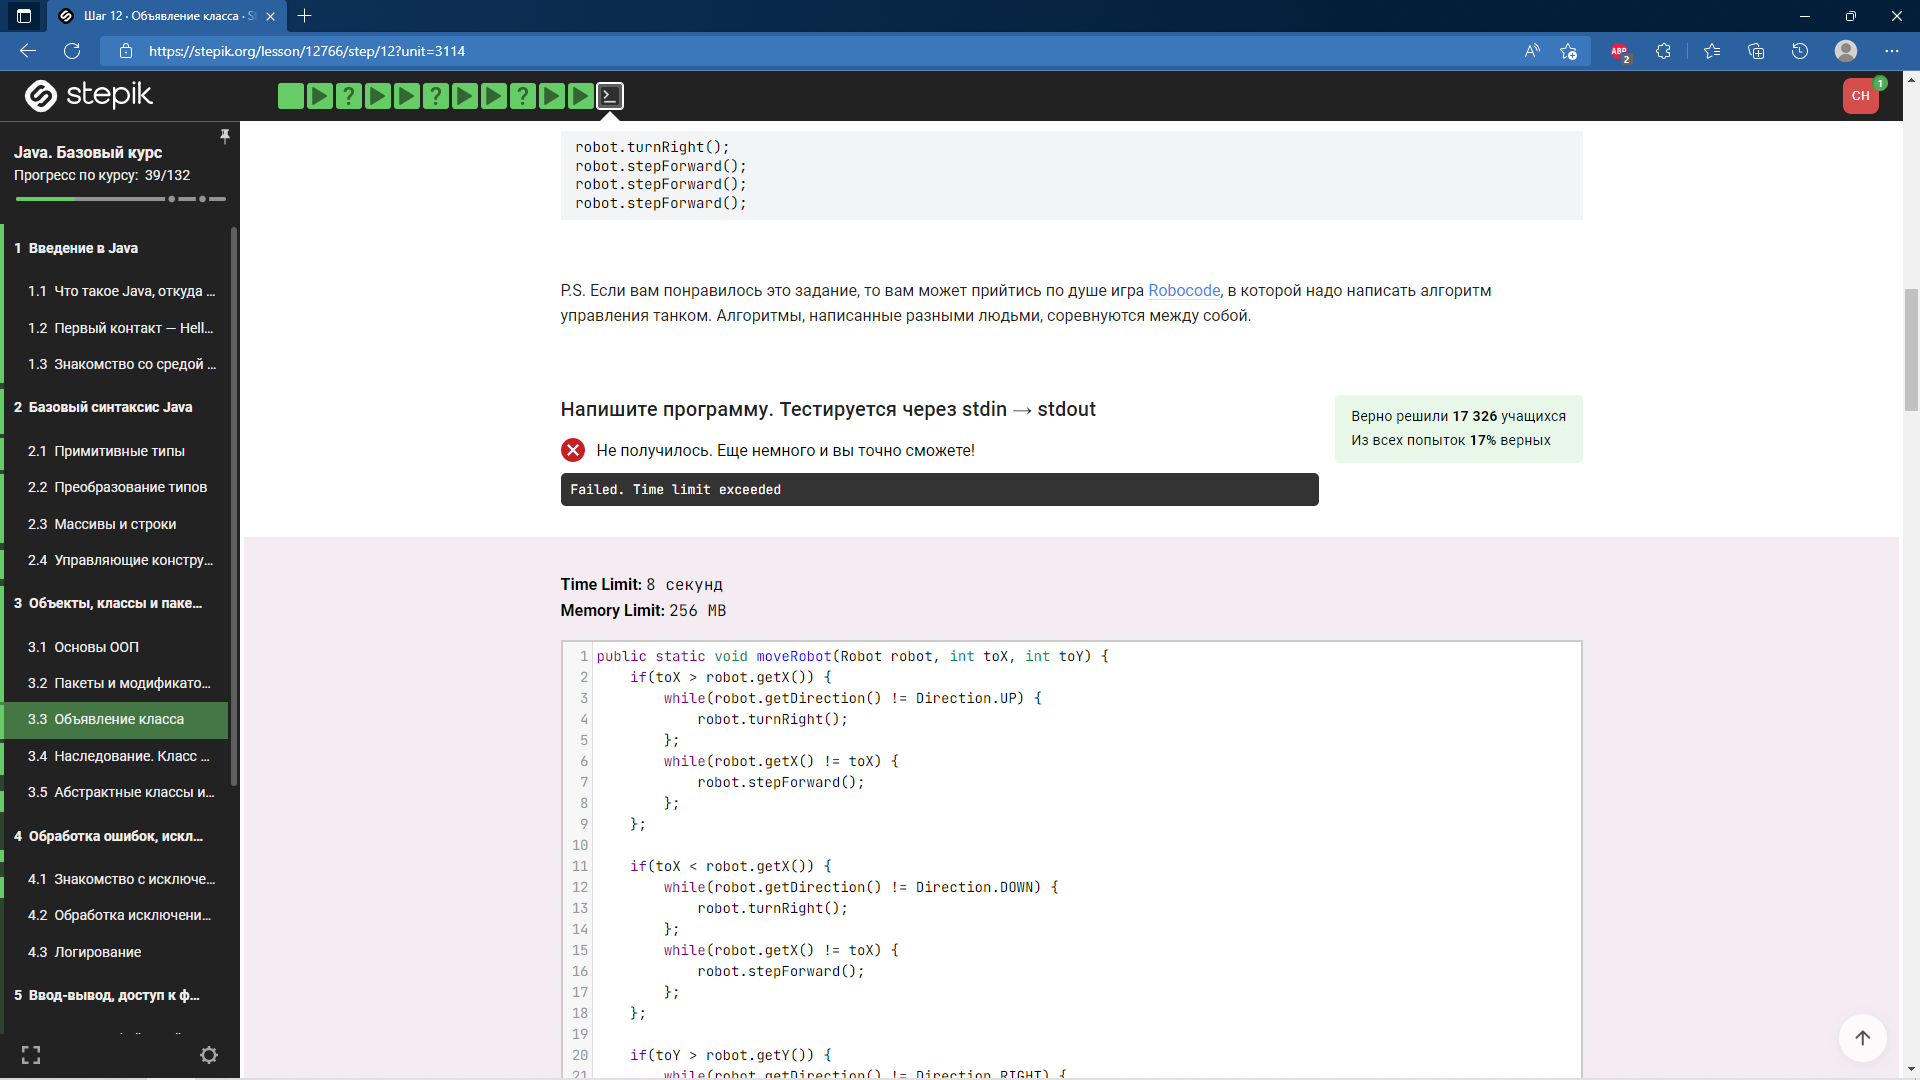 Шаг 12 · Объявление класса · St
https://stepik.org/lesson/12766/step/12?unit=3114
ABP
2
stepik
CH
1
Java. Базовый курс
Прогресс по курсу: 39/132
1 Введение в Java
1.1 Что такое Java, откуда ...
1.2 Первый контакт — Hell...
1.3 Знакомство со средой ...
2 Базовый синтаксис Java
2.1 Примитивные типы
2.2 Преобразование типов
2.3 Массивы и строки
2.4 Управляющие констру...
3 Объекты, классы и паке...
3.1 Основы ООП
3.2 Пакеты и модификато...
3.3 Объявление класса
3.4 Наследование. Класс ...
3.5 Абстрактные классы и...
4 Обработка ошибок, искл...
4.1 Знакомство с исключе...
4.2 Обработка исключени...
4.3 Логирование
5 Ввод-вывод, доступ к ф...
robot.turnRight();
robot.stepForward();
robot.stepForward();
robot.stepForward();
P.S. Если вам понравилось это задание, то вам может прийтись по душе игра Robocode, в которой надо написать алгоритм
управления танком. Алгоритмы, написанные разными людьми, соревнуются между собой.
Напишите программу. Тестируется через stdin → stdout
Верно решили 17 326 учащихся
Из всех попыток 17% верных
Не получилось. Еще немного и вы точно сможете!
Failed. Time limit exceeded
Time Limit: 8 секунд
Memory Limit: 256 MB
1 public static void moveRobot(Robot robot, int toX, int toY) {
2 if(toX > robot.getX()) {
3 while(robot.getDirection() != Direction.UP) {
4 robot.turnRight();
5 };
6 while(robot.getX() != toX) {
7 robot.stepForward();
8 };
9 };
10
11 if(toX < robot.getX()) {
12 while(robot.getDirection() != Direction.DOWN) {
13 robot.turnRight();
14 };
15 while(robot.getX() != toX) {
16 robot.stepForward();
17 };
18 };
19
20 if(toY > robot.getY()) {
21 while(robot.getDirection() != Direction.RIGHT) {